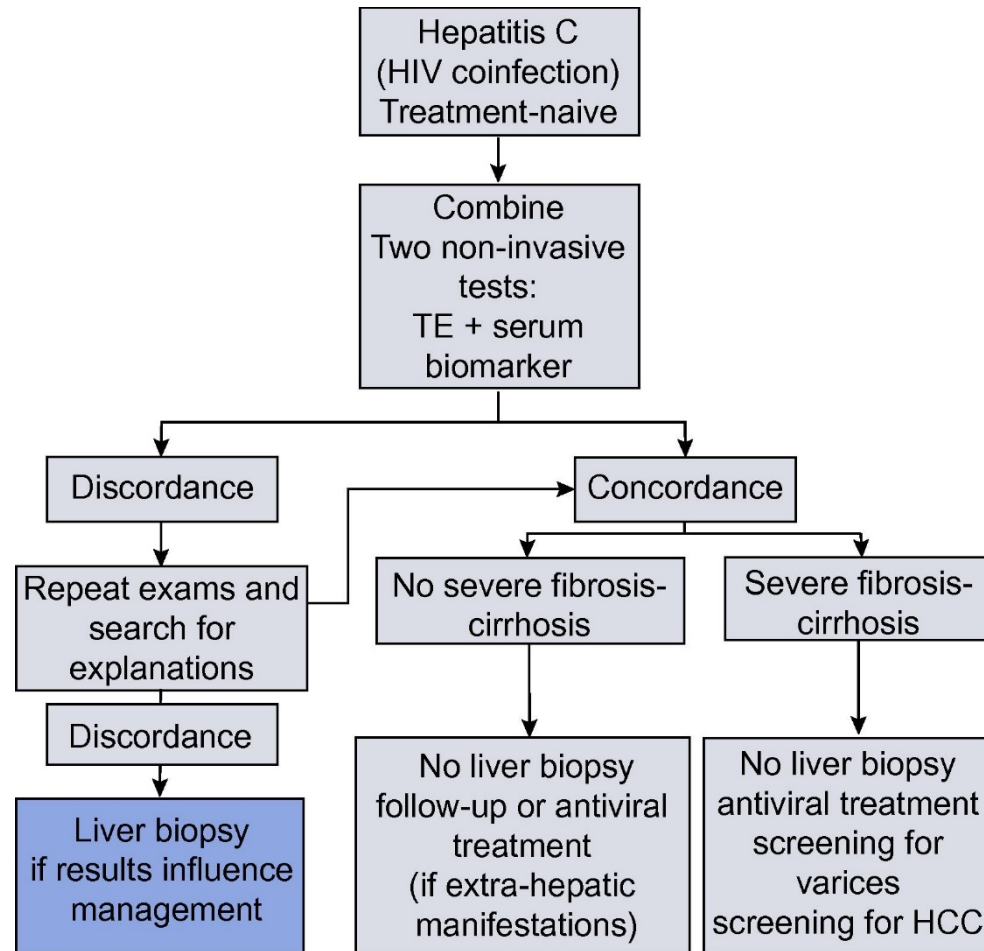 Hepatitis C
(HIV coinfection)
Treatment-naive
Combine
Two non-invasive
tests:
TE + serum
biomarker
Discordance
Concordance
Repeat exams and
search for
explanations
No severe fibrosis-
cirrhosis
Severe fibrosis-
cirrhosis
Discordance
Liver biopsy
if results influence
management
No liver biopsy
follow-up or antiviral
treatment
(if extra-hepatic
manifestations)
No liver biopsy
antiviral treatment
screening for
varices
screening for HCC